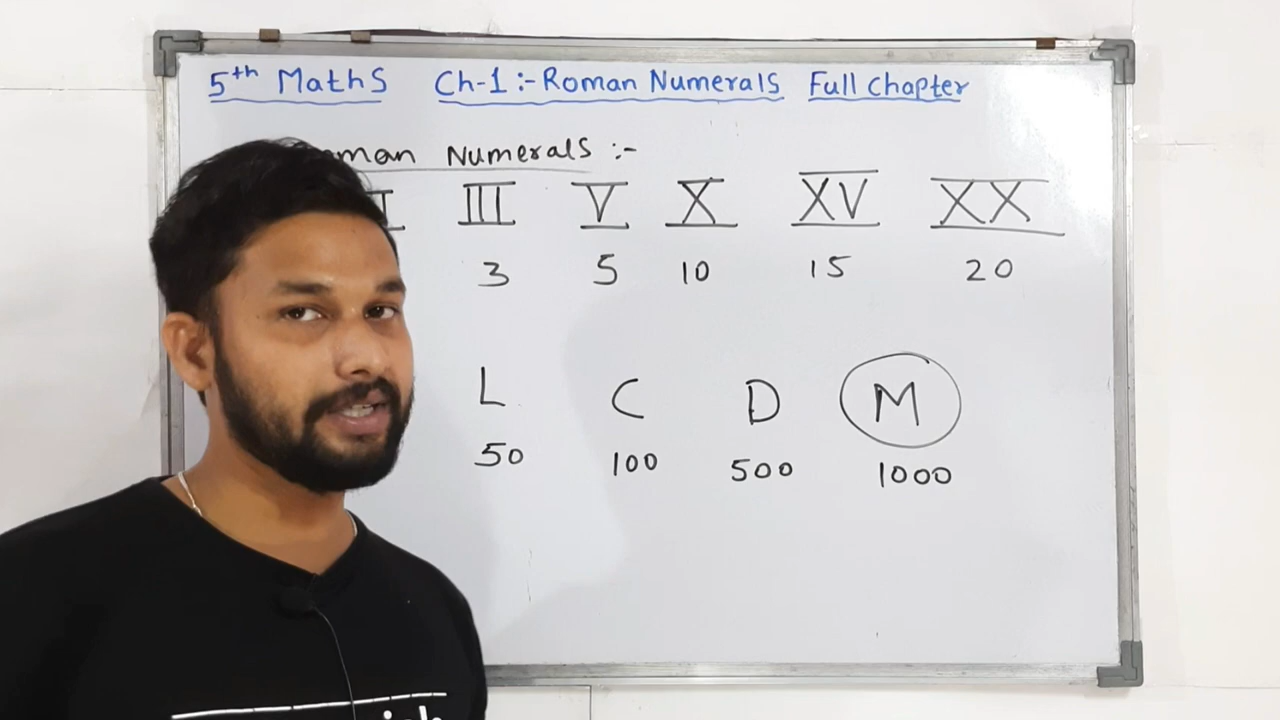 5th Maths Ch-1:- Roman Numerals Full Chapter
Numerals :-
III V X XV XX
3 5 10 15 20
L C D M
50 100 500 1000